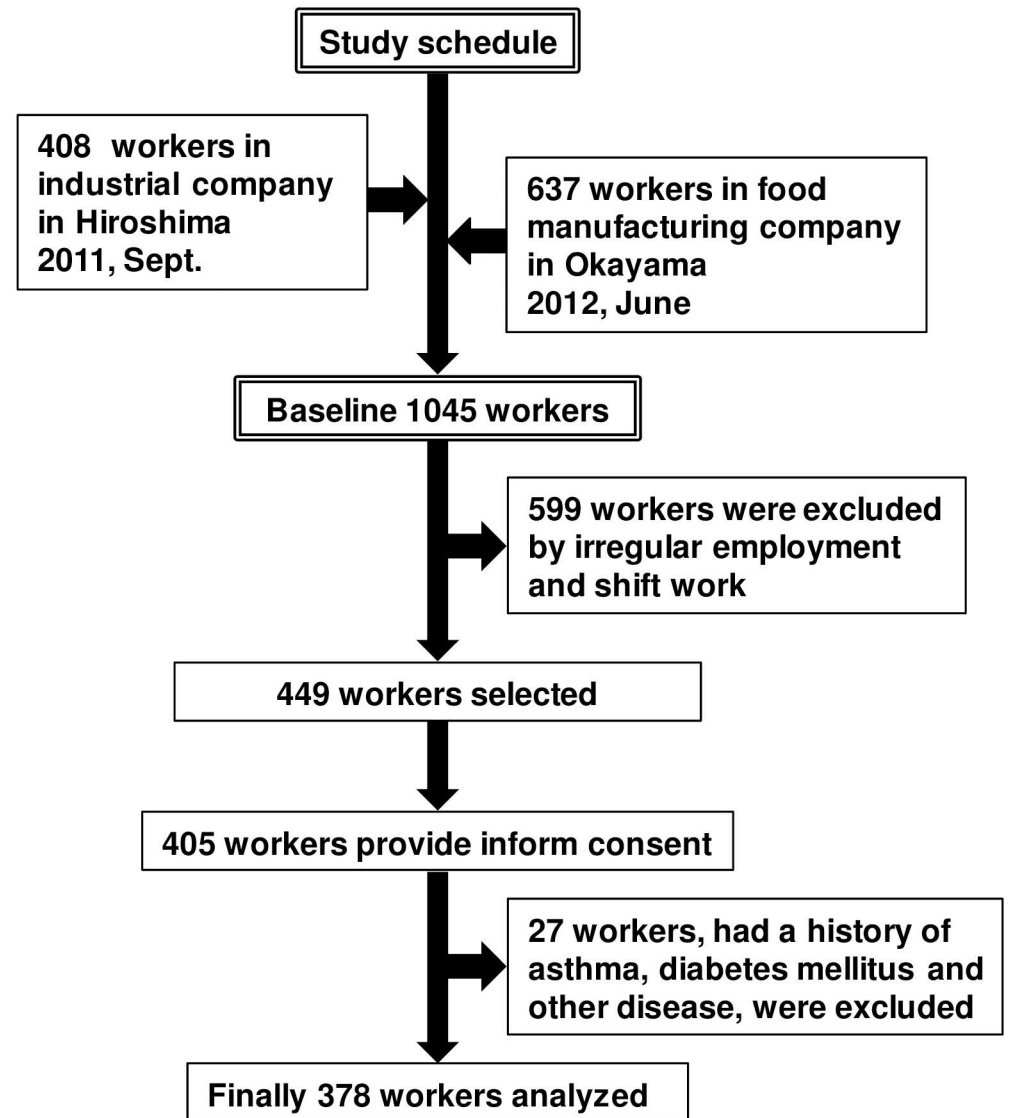 Study schedule
408 workers in
industrial company
in Hiroshima
2011, Sept.
637 workers in food
manufacturing company
in Okayama
2012, June
Baseline 1045 workers
599 workers were excluded
by irregular employment
and shift work
449 workers selected
405 workers provide inform consent
27 workers, had a history of
asthma, diabetes mellitus and
other disease, were excluded
Finally 378 workers analyzed